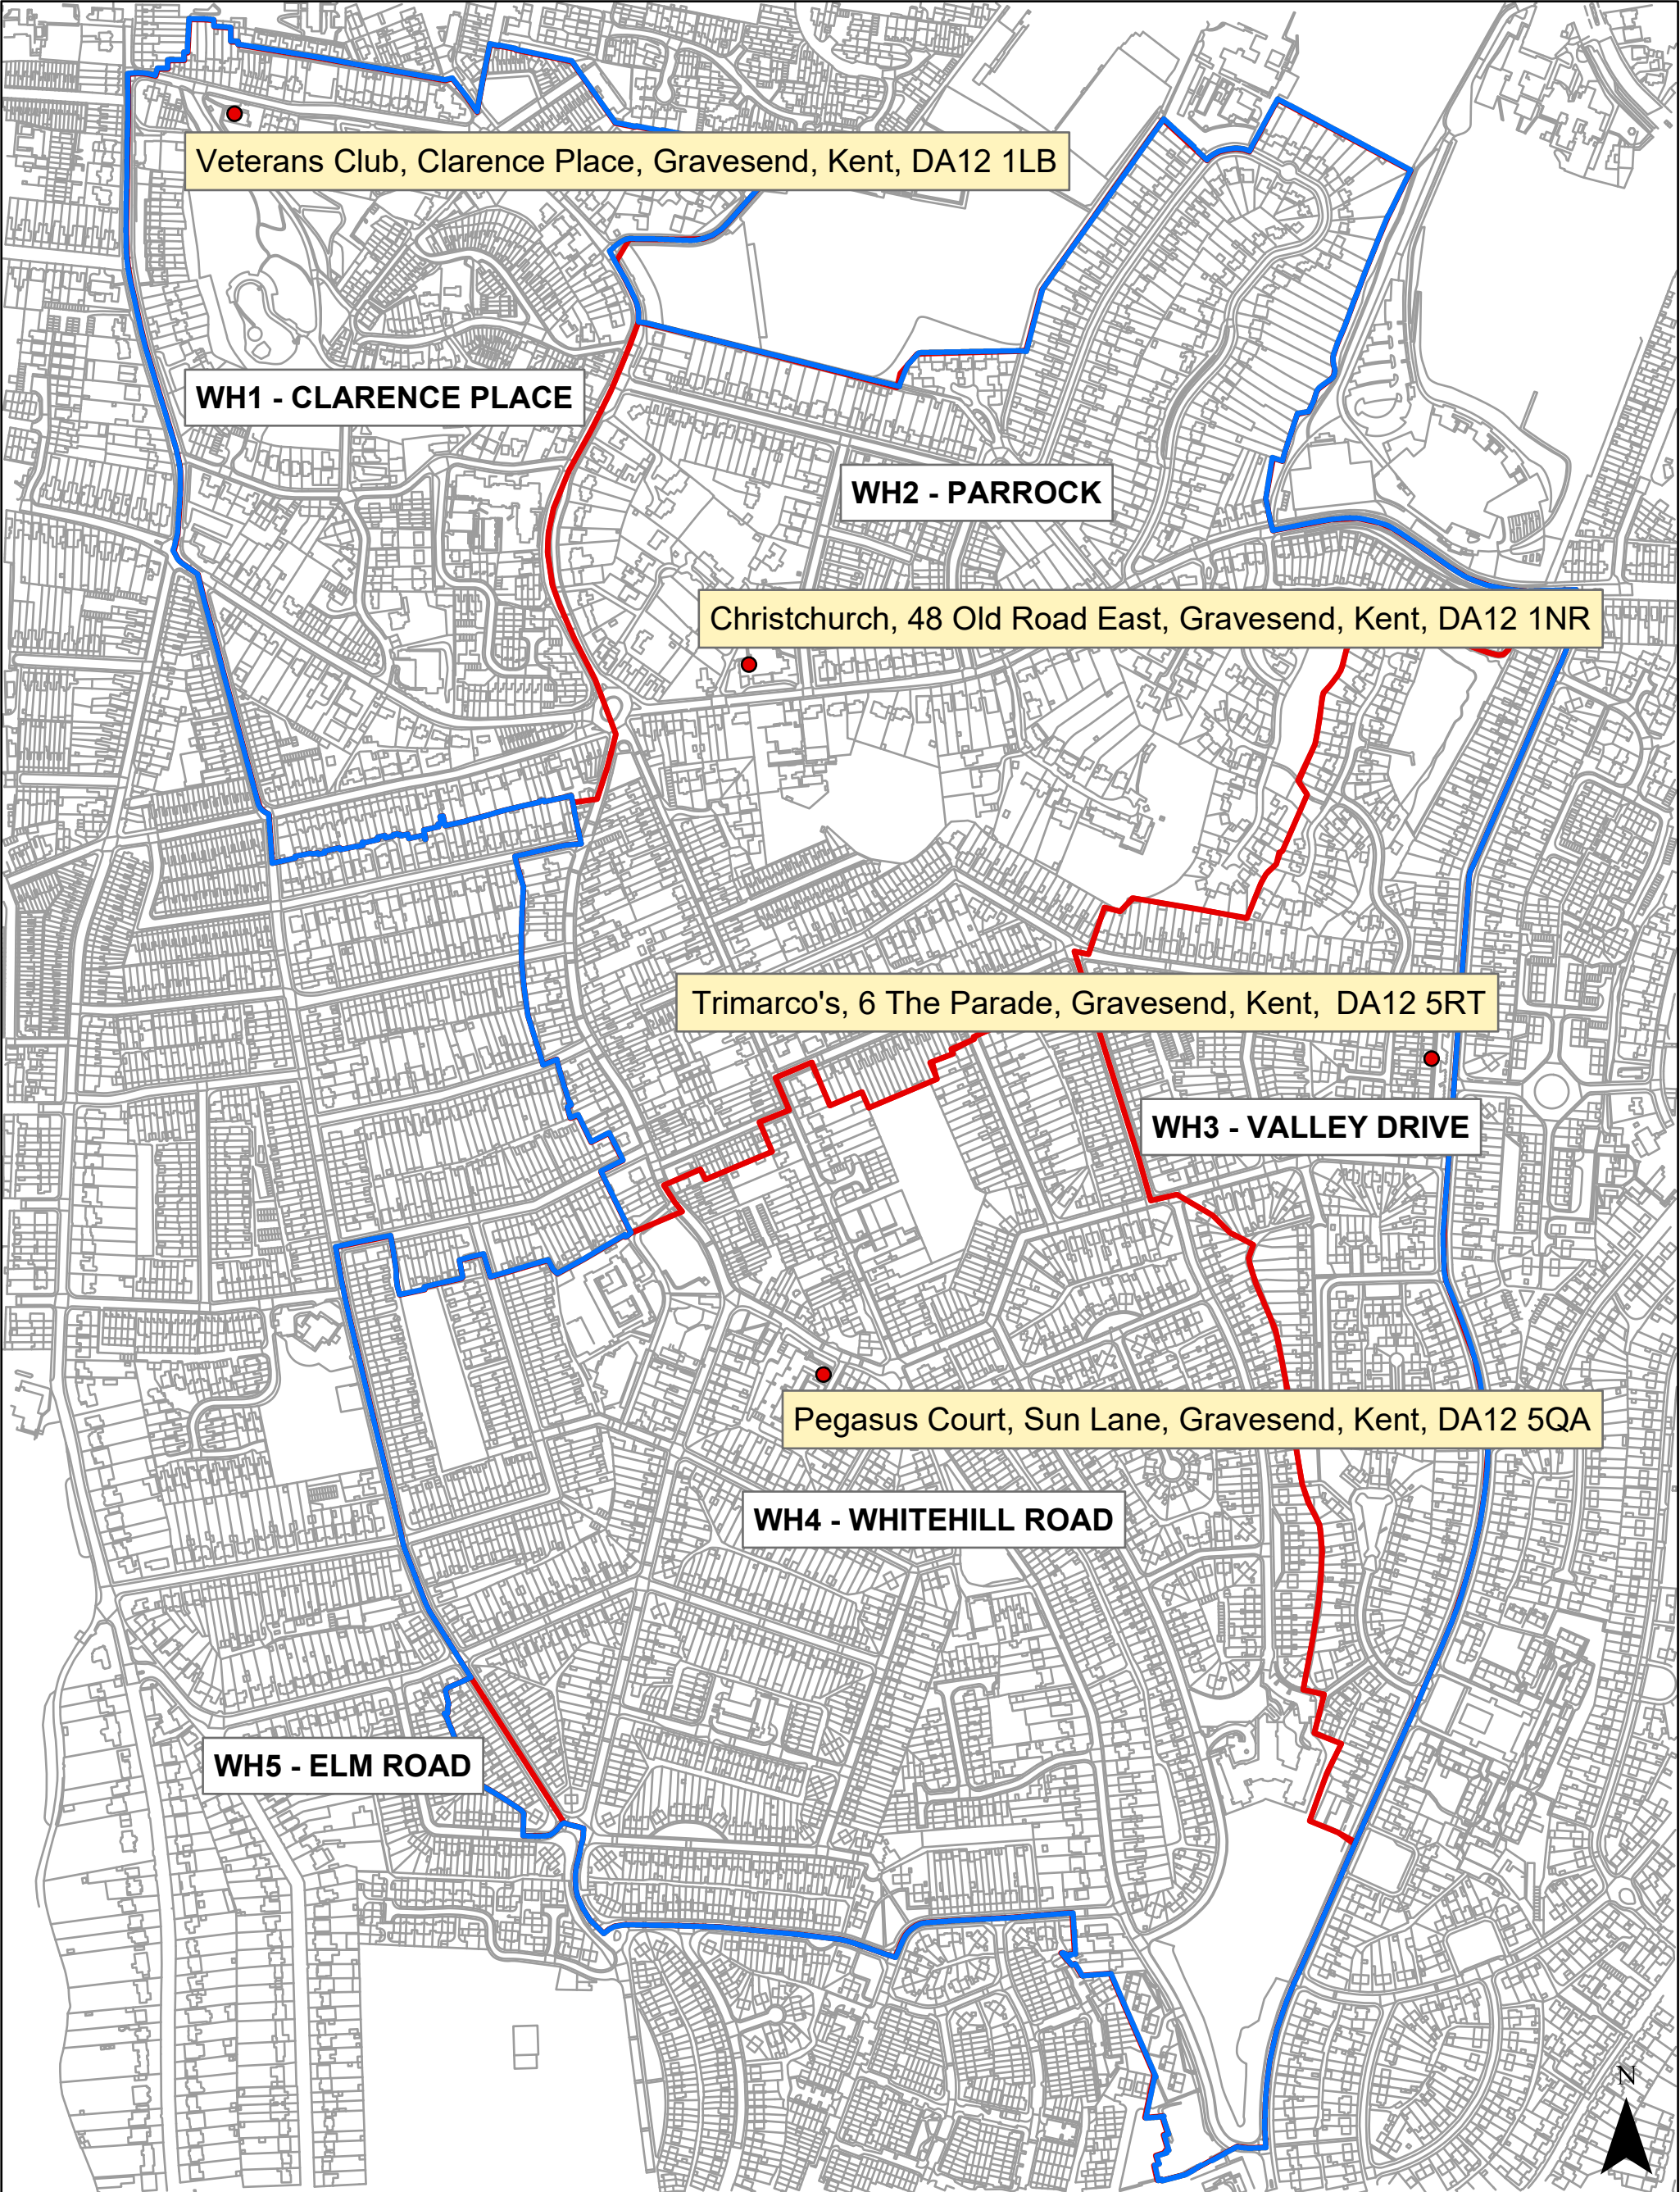 Veterans Club, Clarence Place, Gravesend, Kent, DA12 1LB
WH1 - CLARENCE PLACE
WH2 - PARROCK
Christchurch, 48 Old Road East, Gravesend, Kent, DA12 1NR
Trimarco's, 6 The Parade, Gravesend, Kent, DA12 5RT
WH3 - VALLEY DRIVE
Pegasus Court, Sun Lane, Gravesend, Kent, DA12 5QA
WH4 - WHITEHILL ROAD
WH5 - ELM ROAD
N